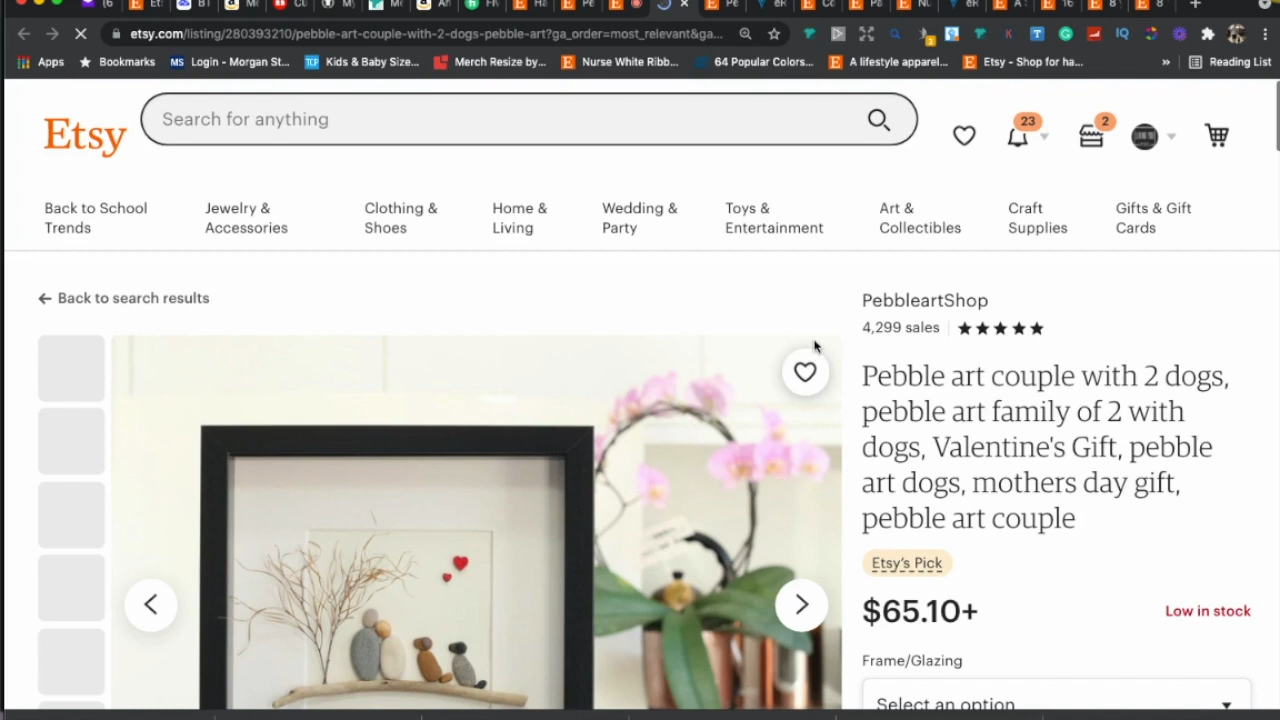 etsy.com/listing/280393210/pebble-art-couple-with-2-dogs-pebble-art?ga_order=most_relevant&ga...
Apps
Bookmarks
Login - Morgan St...
Kids & Baby Size...
Merch Resize by...
Nurse White Ribb...
64 Popular Colors...
A lifestyle apparel...
Etsy - Shop for ha...
»
Reading List
Etsy
Search for anything
23
2
Back to School
Trends
Jewelry &
Accessories
Clothing &
Shoes
Home &
Living
Wedding &
Party
Toys &
Entertainment
Art &
Collectibles
Craft
Supplies
Gifts & Gift
Cards
Back to search results
PebbleartShop
4,299 sales
Pebble art couple with 2 dogs,
pebble art family of 2 with
dogs, Valentine's Gift, pebble
art dogs, mothers day gift,
pebble art couple
Etsy's Pick
$65.10+
Low in stock
Frame/Glazing
Select an option